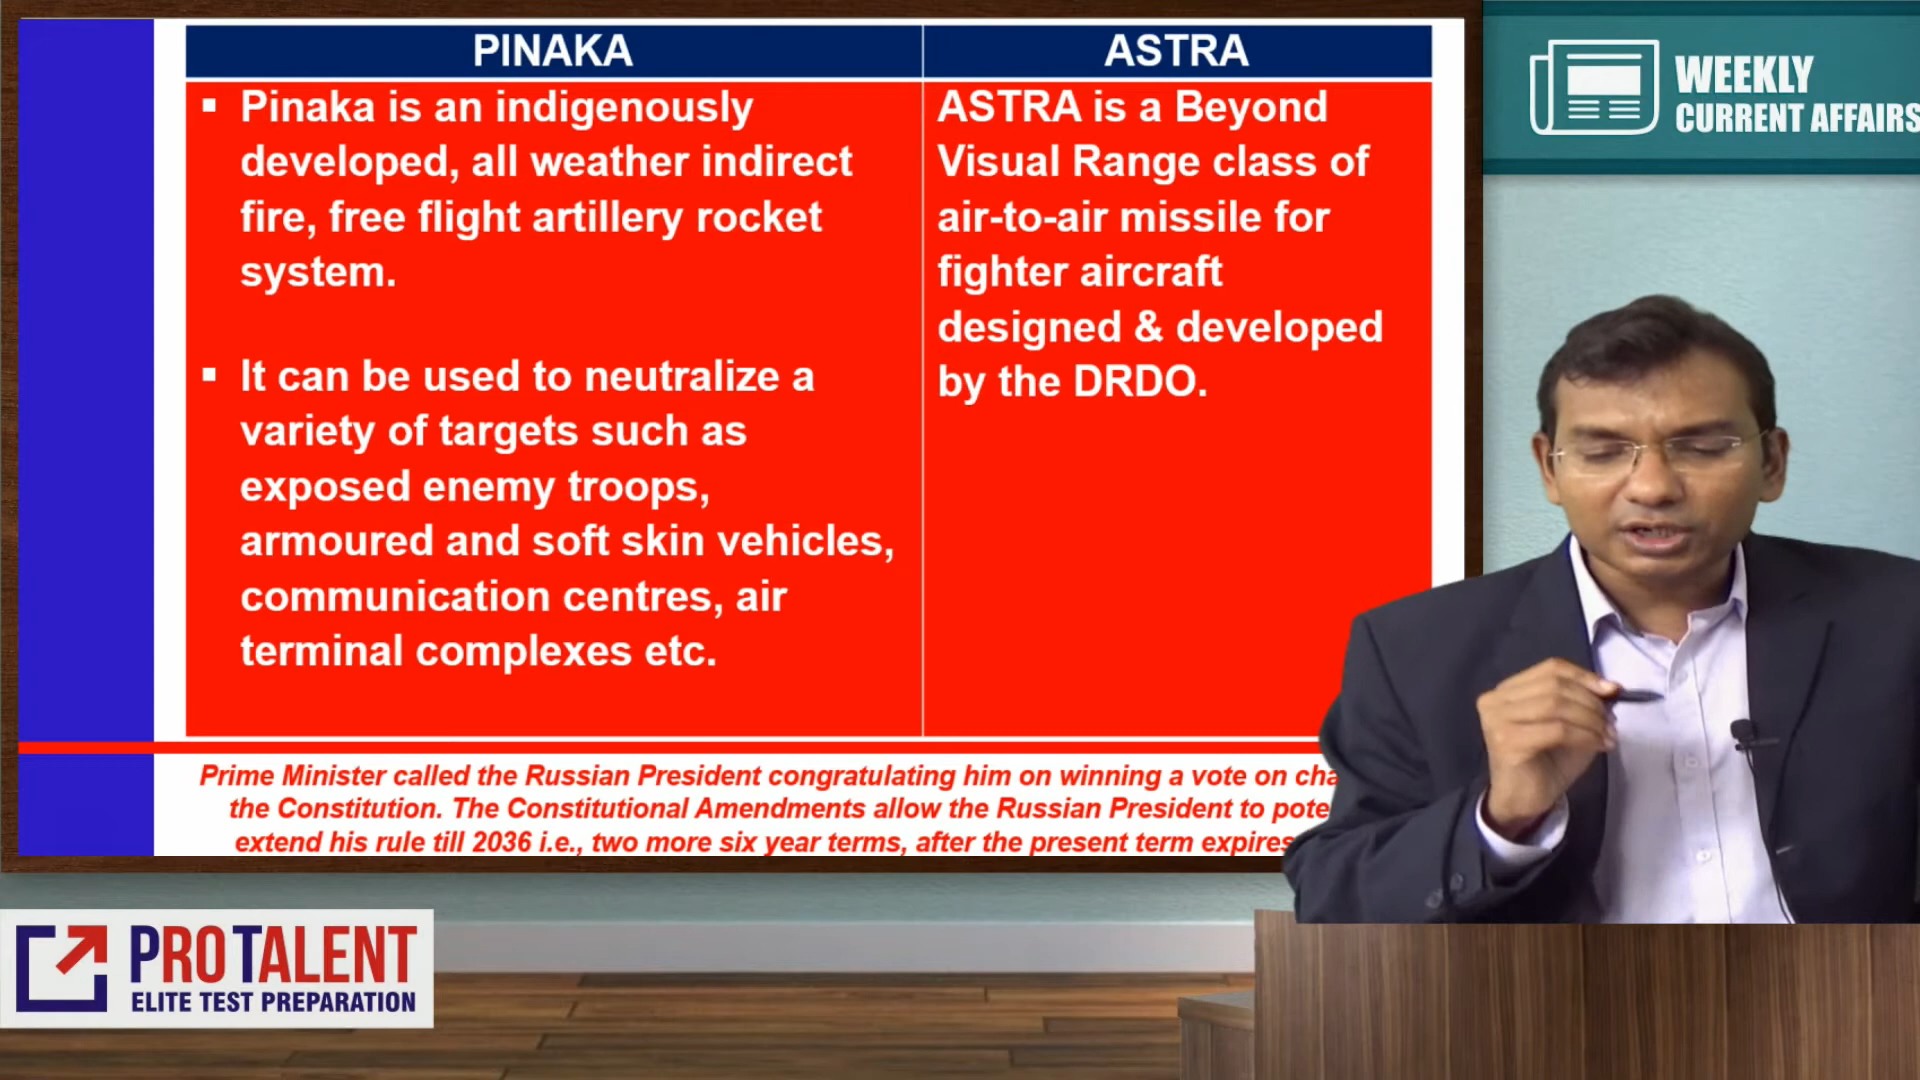 PINAKA
ASTRA
▪ Pinaka is an indigenously
developed, all weather indirect
fire, free flight artillery rocket
system.
▪ It can be used to neutralize a
variety of targets such as
exposed enemy troops,
armoured and soft skin vehicles,
communication centres, air
terminal complexes etc.
ASTRA is a Beyond
Visual Range class of
air-to-air missile for
fighter aircraft
designed & developed
by the DRDO.
Prime Minister called the Russian President congratulating him on winning a vote on
the Constitution. The Constitutional Amendments allow the Russian President to
extend his rule till 2036 i.e., two more six year terms, after the present term expires
WEEKLY
CURRENT AFFAIRS
PROTALENT
ELITE TEST PREPARATION